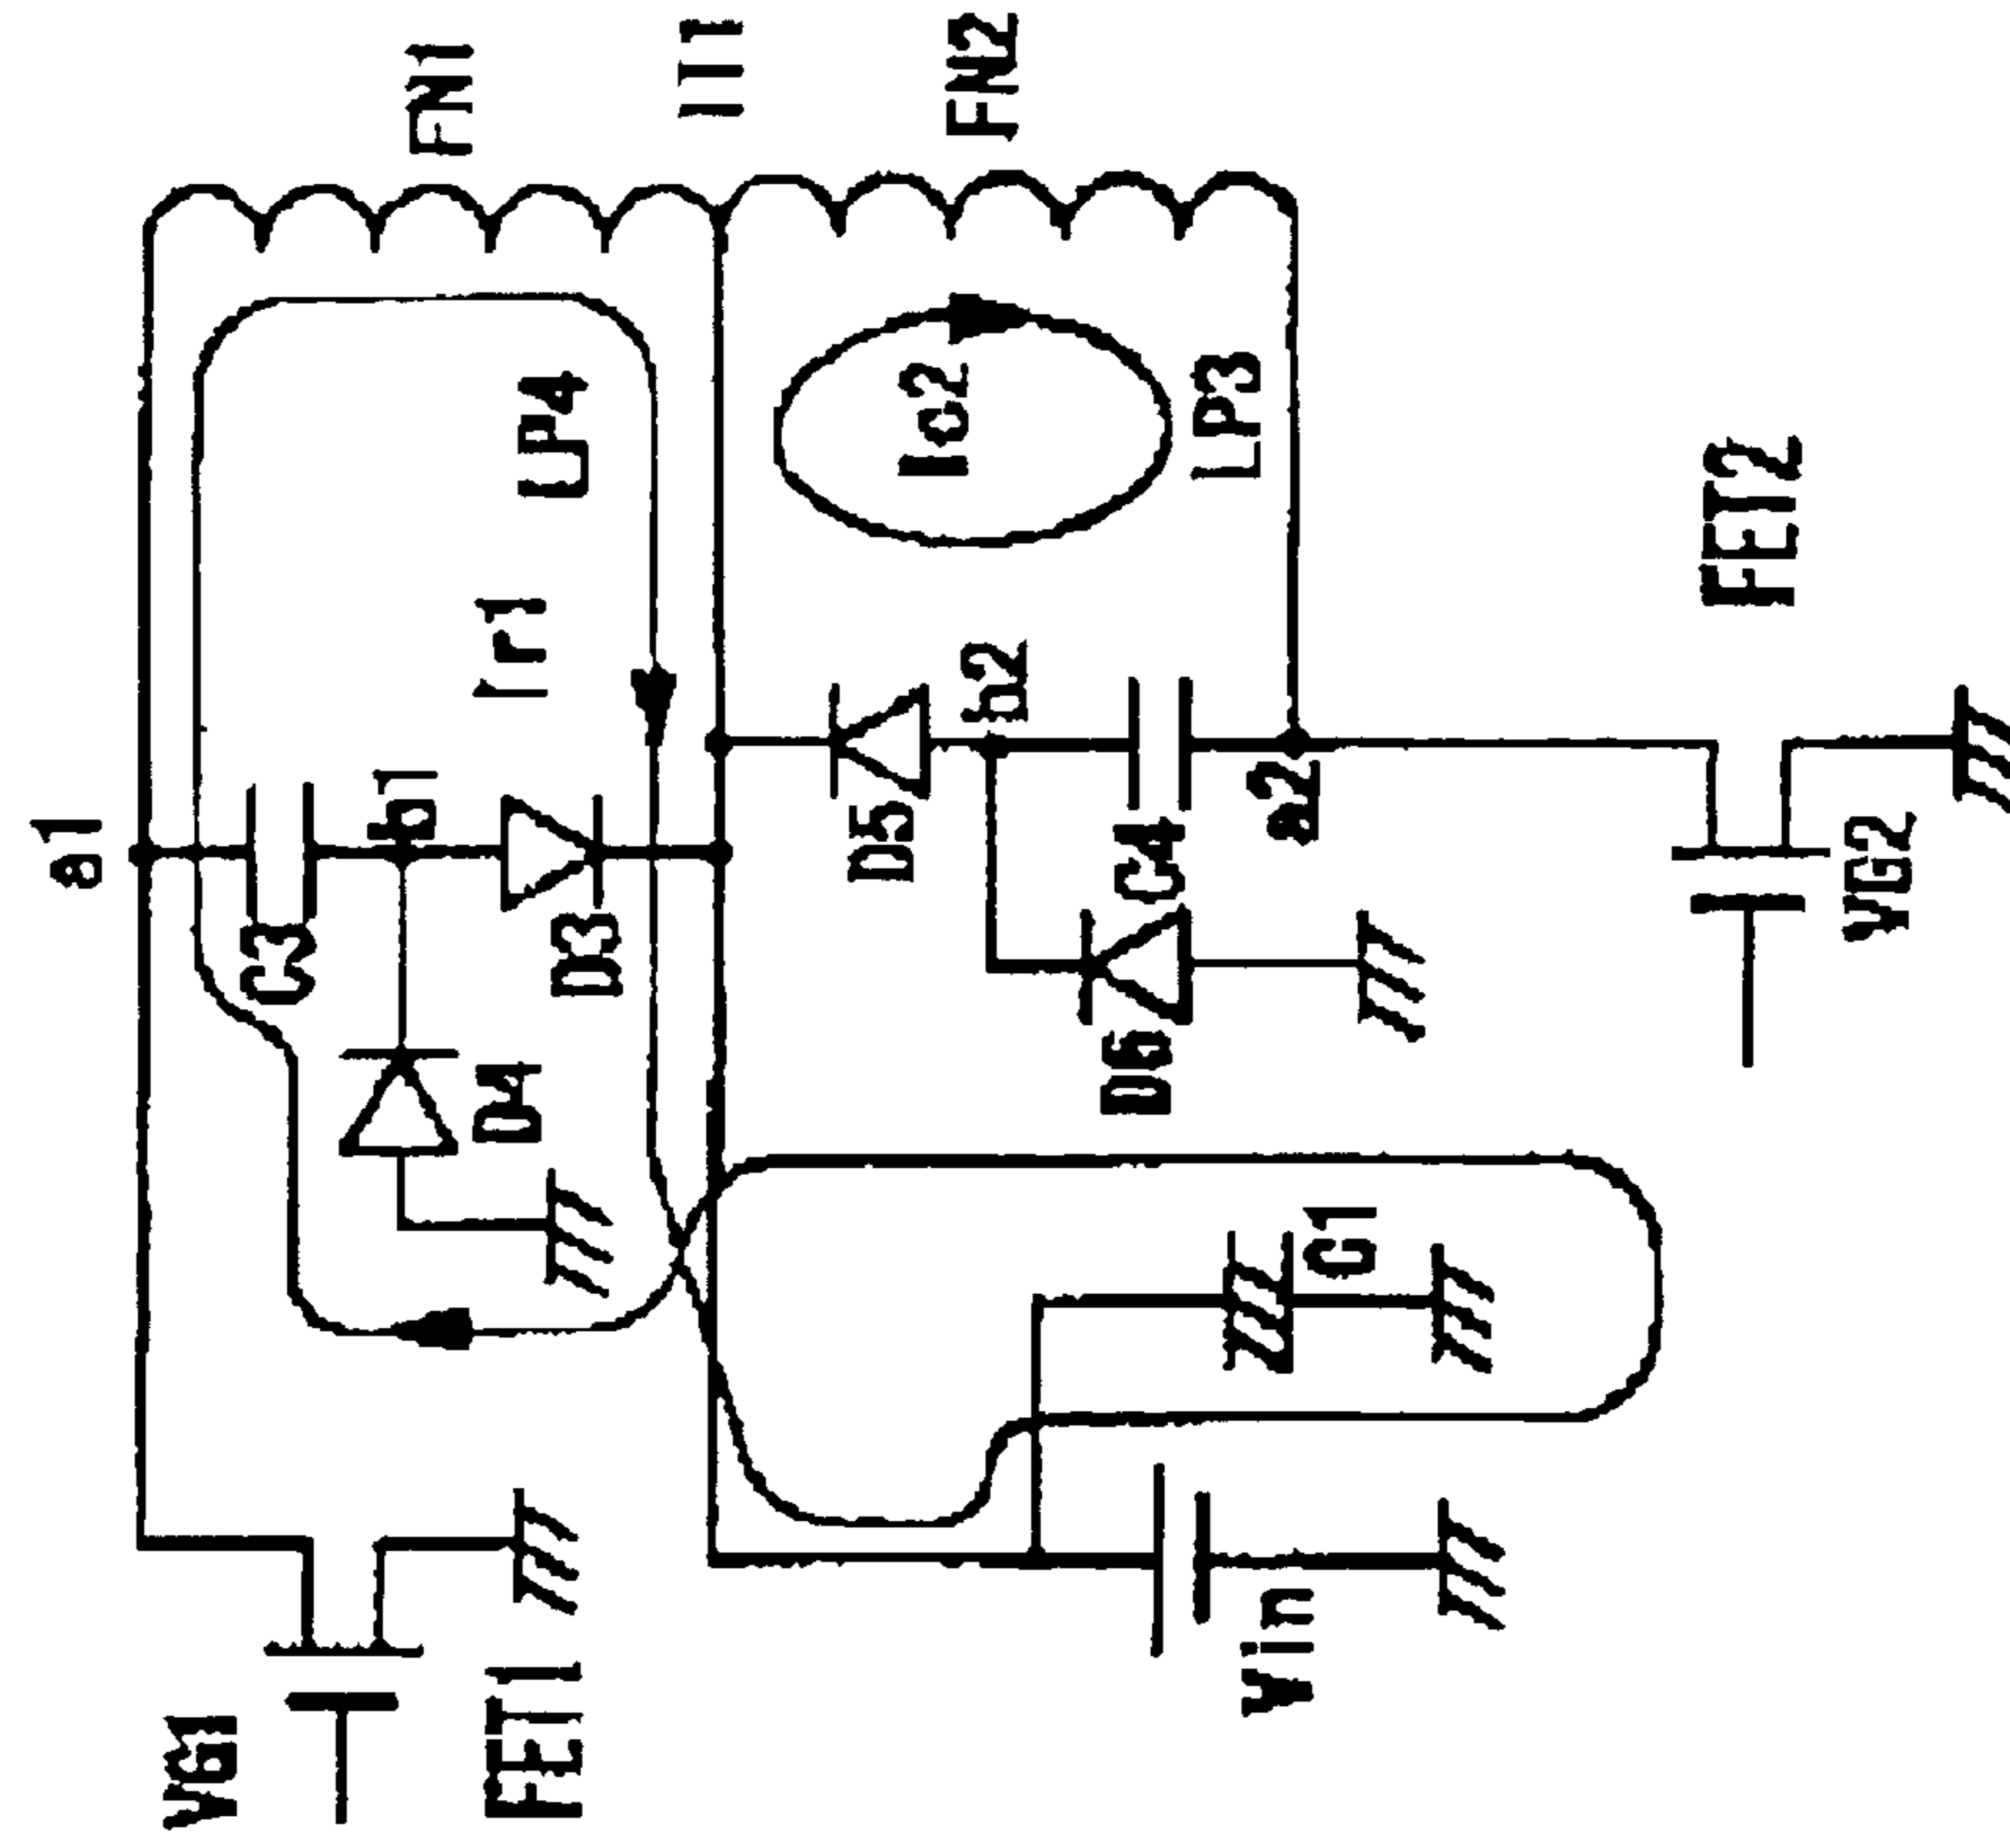 a1
FN1
111
FN2
C3
b1
D3
D4
Ir1
LP4
Ic2
LP3
D5
b2
C4
a2
D6
C1
Vin
VG1
FET1
VG2
FET2